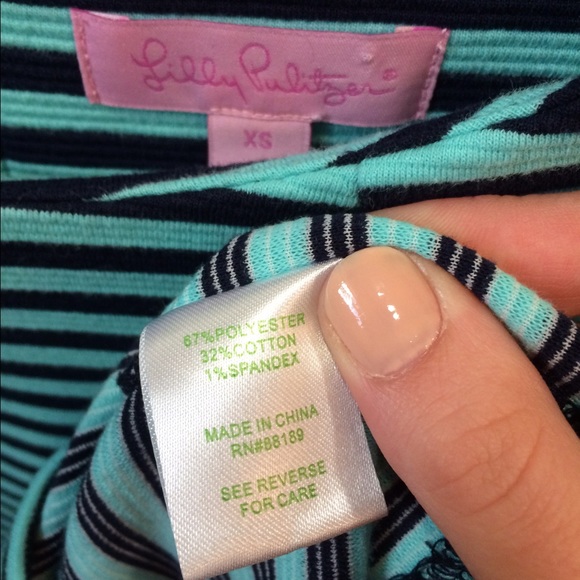 Lilly Pulitzer®
XS
67%POLYESTER
32%COTTON
1%SPANDEX
MADE IN CHINA
RN#88189
SEE REVERSE
FOR CARE